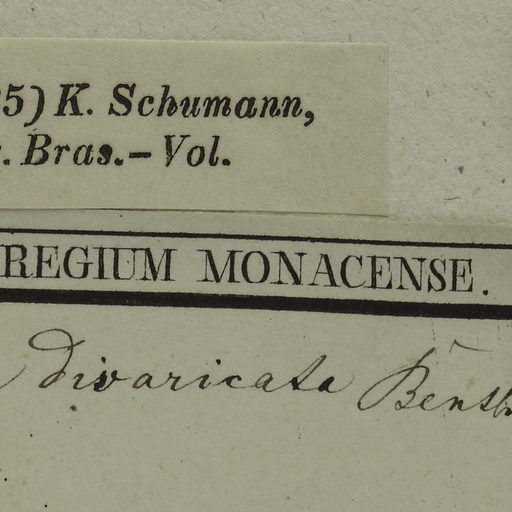 5) K. Schumann,
. Bras.—Vol.
REGIUM MONACENSE.
divaricata Benth